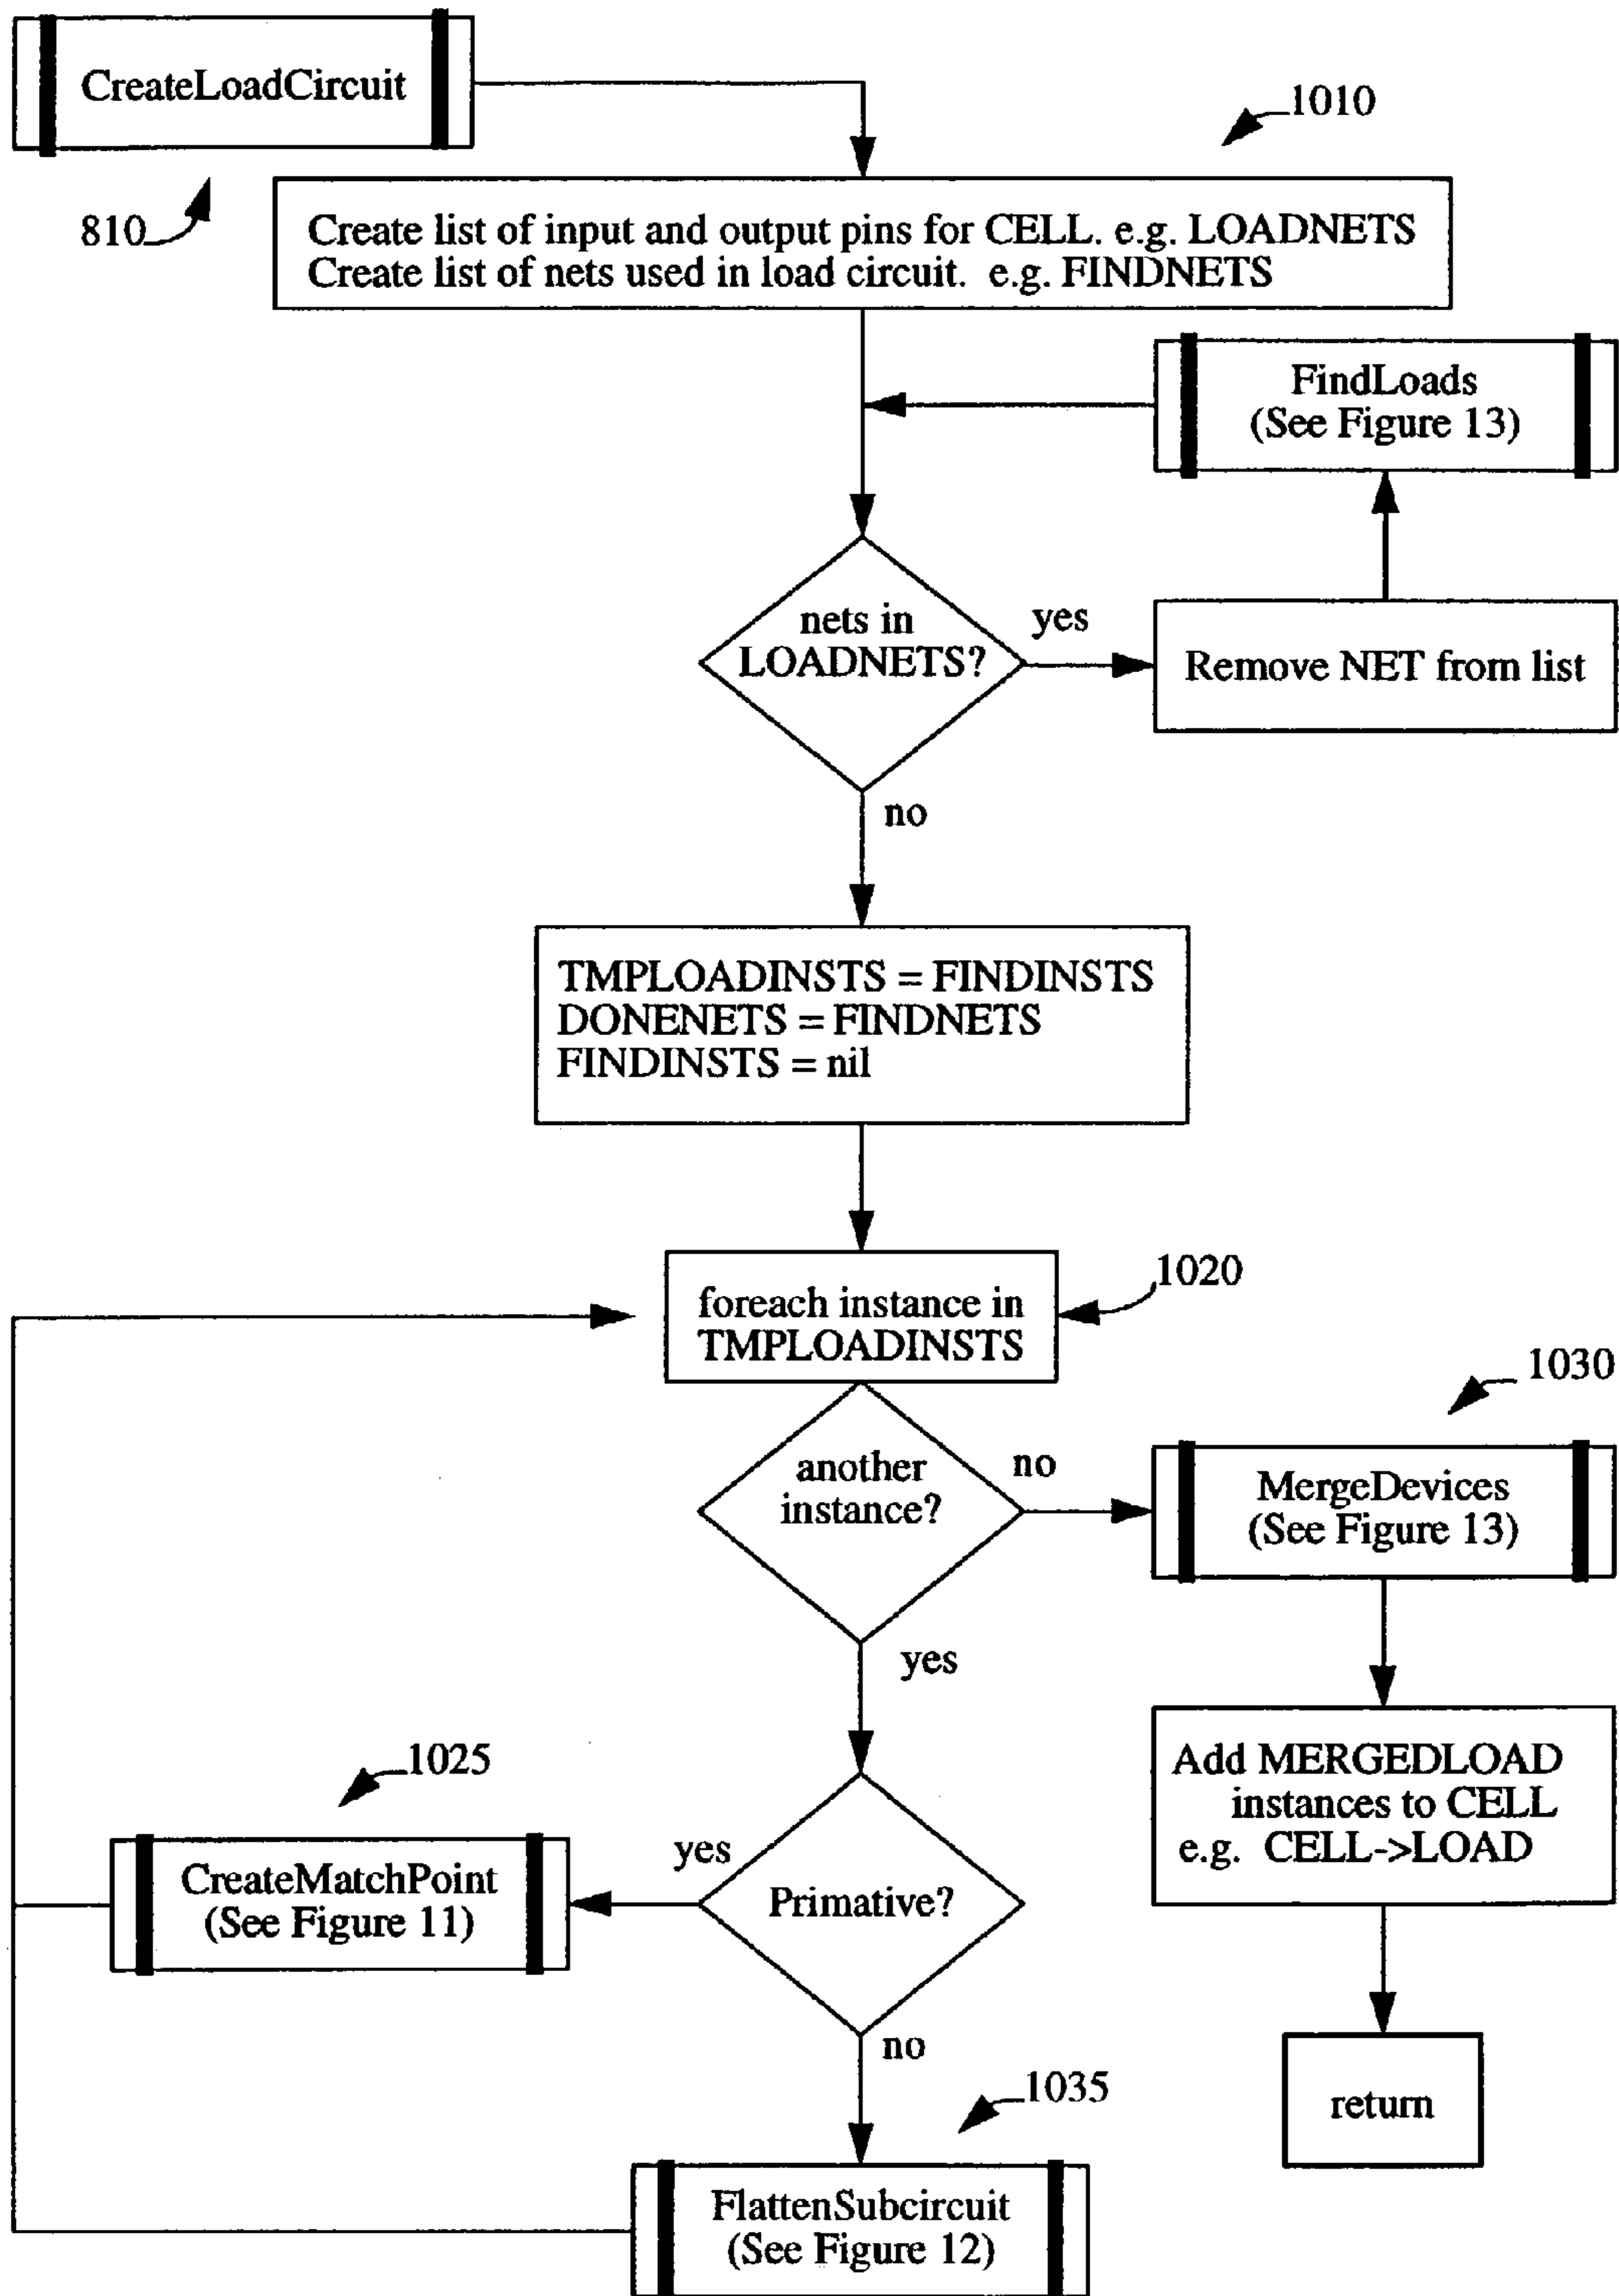 CreateLoadCircuit
1010
810
Create list of input and output pins for CELL. e.g. LOADNETS
Create list of nets used in load circuit. e.g. FINDNETS
FindLoads
(See Figure 13)
nets in
LOADNETS?
yes
Remove NET from list
no
TMPLOADINSTS = FINDINSTS
DONENETS = FINDNETS
FINDINSTS = nil
foreach instance in
TMPLOADINSTS
1020
1030
another
instance?
no
MergeDevices
(See Figure 13)
yes
Add MERGEDLOAD
instances to CELL
e.g. CELL->LOAD
1025
CreateMatchPoint
(See Figure 11)
yes
Primative?
no
return
1035
FlattenSubcircuit
(See Figure 12)